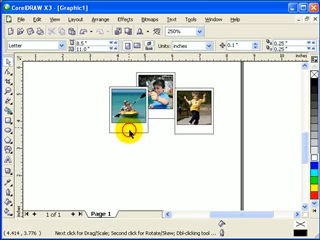 CorelDRAW X3 - [Graphic1]
File Edit View Layout Arrange Effects Bitmaps Text Tools Window Help
250%
Letter 8.5" 11.0" Units: inches 0.1" 0.25" 0.25"
inches
1 of 1 Page 1
(4.414, 3.776) Next click for Drag/Scale; Second click for Rotate/Skew; Dbl-clicking tool ...